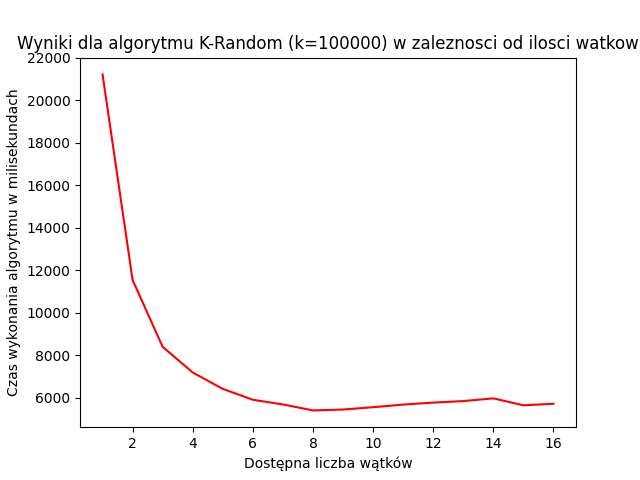 Wyniki dla algorytmu K-Random (k=100000) w zaleznosci od ilosci watkow
22000
20000
18000
16000
14000
12000
10000
8000
6000
Czas wykonania algorytmu w milisekundach
2 4 6 8 10 12 14 16
Dostępna liczba wątków